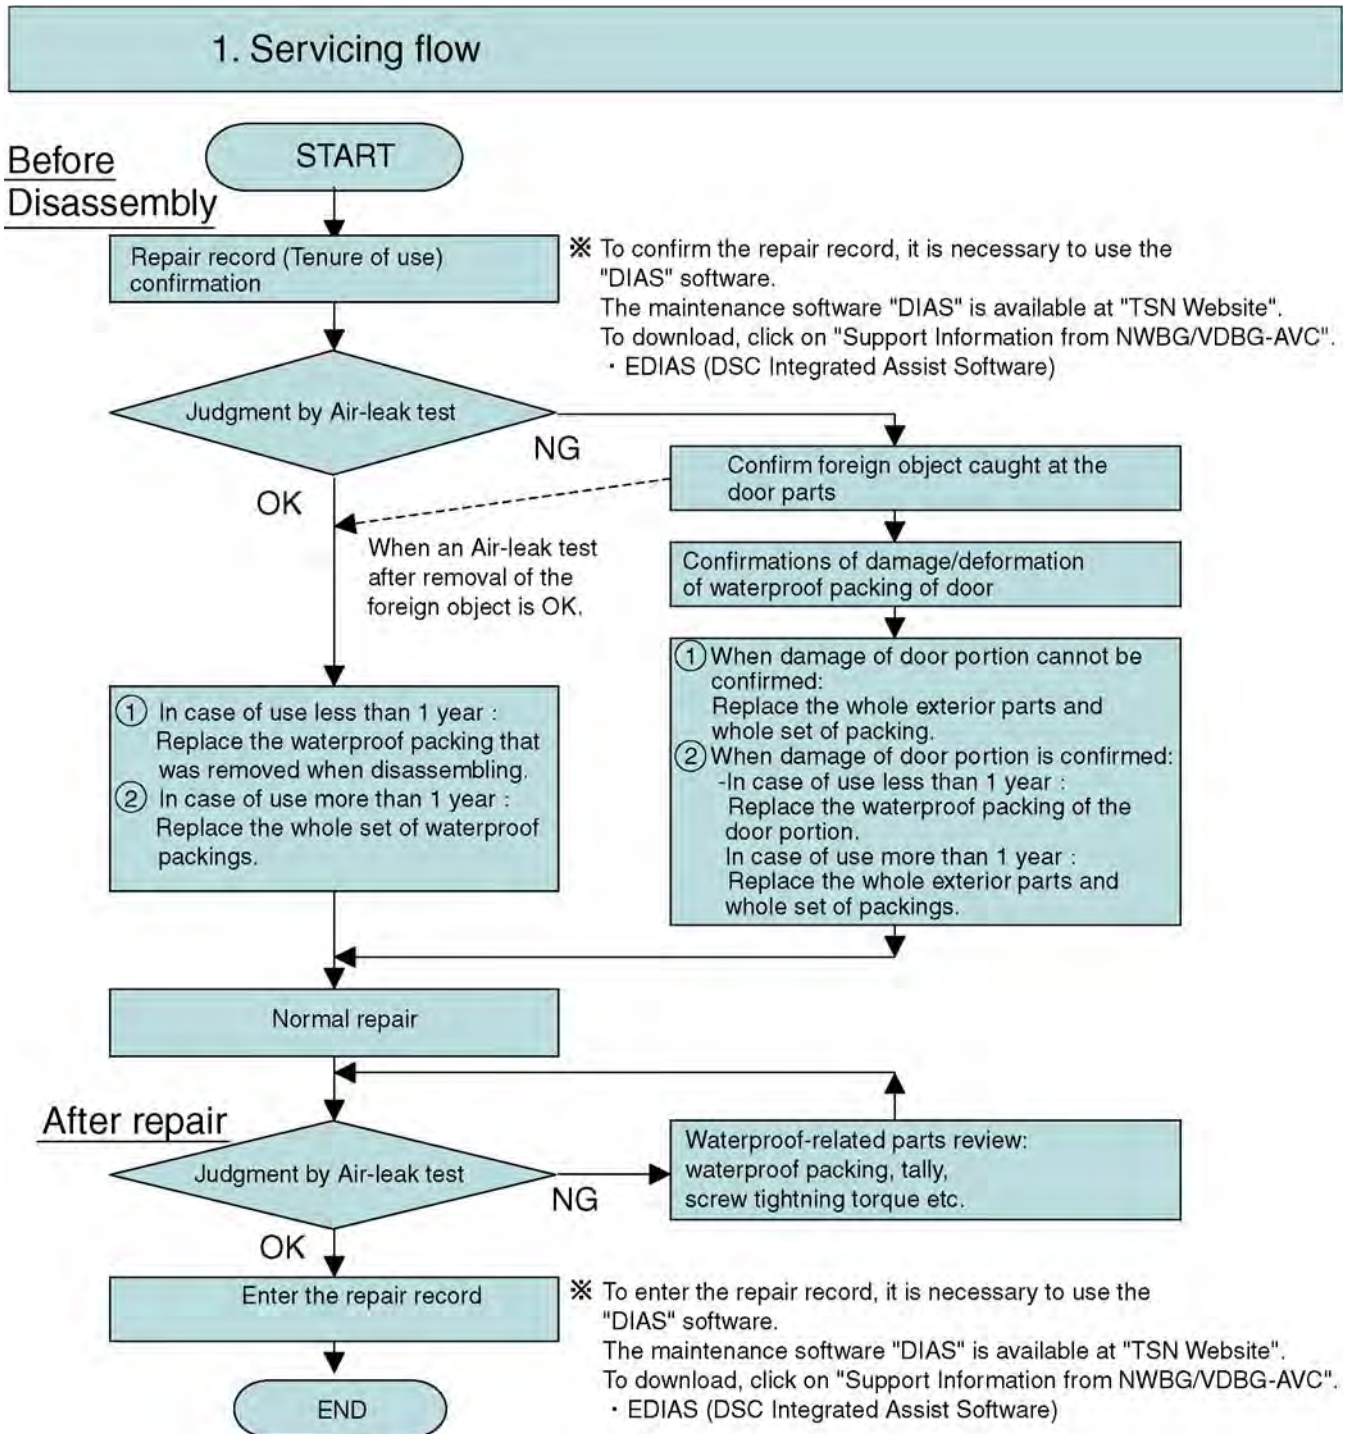 1. Servicing flow
START
Before
Disassembly
Repair record (Tenure of use)
confirmation
※ To confirm the repair record, it is necessary to use the
"DIAS" software.
The maintenance software "DIAS" is available at "TSN Website".
To download, click on "Support Information from NWBG/VDBG-AVC".
・EDIAS (DSC Integrated Assist Software)
Judgment by Air-leak test
NG
OK
Confirm foreign object caught at the
door parts
When an Air-leak test
after removal of the
foreign object is OK.
Confirmations of damage/deformation
of waterproof packing of door
① In case of use less than 1 year :
Replace the waterproof packing that
was removed when disassembling.
② In case of use more than 1 year :
Replace the whole set of waterproof
packings.
① When damage of door portion cannot be
confirmed:
Replace the whole exterior parts and
whole set of packing.
② When damage of door portion is confirmed:
-In case of use less than 1 year :
Replace the waterproof packing of the
door portion.
In case of use more than 1 year :
Replace the whole exterior parts and
whole set of packings.
Normal repair
After repair
Judgment by Air-leak test
NG
OK
Waterproof-related parts review:
waterproof packing, tally,
screw tightning torque etc.
Enter the repair record
※ To enter the repair record, it is necessary to use the
"DIAS" software.
The maintenance software "DIAS" is available at "TSN Website".
To download, click on "Support Information from NWBG/VDBG-AVC".
・EDIAS (DSC Integrated Assist Software)
END